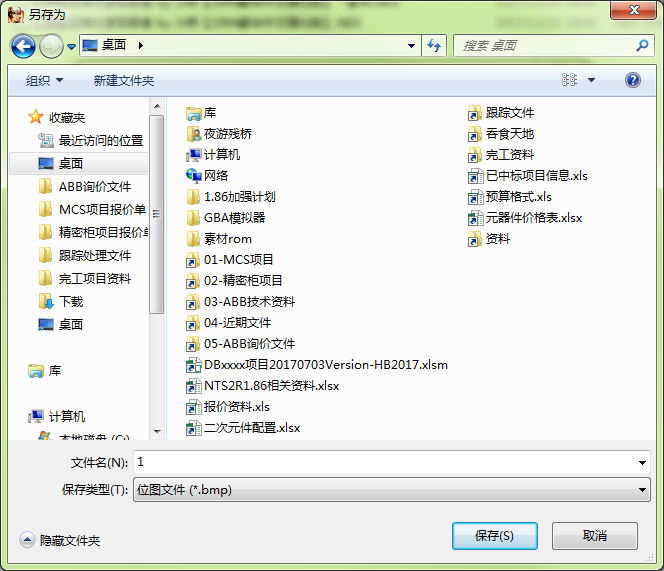 另存为
桌面
搜索 桌面
组织
新建文件夹
收藏夹
最近访问的位置
桌面
ABB询价文件
MCS项目报价单
精密柜项目报价单
跟踪处理文件
完工项目资料
下载
桌面
库
计算机
本地磁盘 (C:)
库
夜游残桥
计算机
网络
1.86加强计划
GBA模拟器
素材rom
01-MCS项目
02-精密柜项目
03-ABB技术资料
04-近期文件
05-ABB询价文件
DBxxxx项目20170703Version-HB2017.xlsm
NTS2R1.86相关资料.xlsx
报价资料.xls
二次元件配置.xlsx
跟踪文件
吞食天地
完工资料
已中标项目信息.xls
预算格式.xls
元器件价格表.xlsx
资料
文件名(N):
1
保存类型(T):
位图文件 (*.bmp)
隐藏文件夹
保存(S)
取消